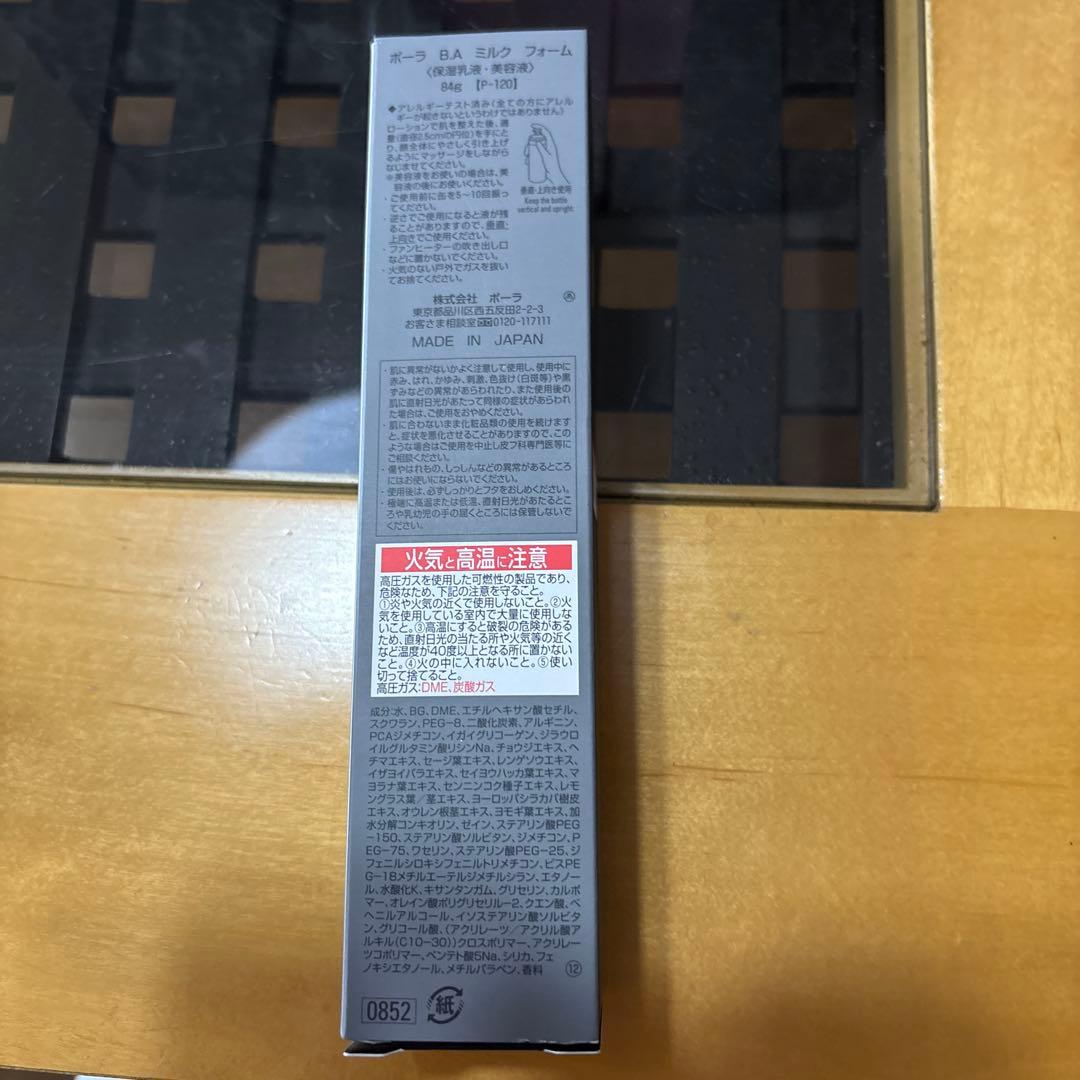 ポーラ B.A ミルク フォーム
〈保湿乳液・美容液〉
84g 【P-120】
◆アレルギーテスト済み(全ての方にアレル
ギーが起きないというわけではありません)
ローションで肌を整えた後、適
量(直径2.5cmの円位)を手にと
り、顔全体にやさしく引き上げ
るようにマッサージをしながら
なじませてください。
※美容液をお使いの場合は、美
容液の後にお使いください。
・ご使用前に缶を5〜10回振っ
てください。
・逆さでご使用になると液が残
ることがありますので、垂直・
上向きでご使用ください。
・ファンヒーターの吹き出し口
などに置かないでください。
・火気のない戸外でガスを抜い
てお捨てください。
垂直・上向き使用
Keep the bottle
vertical and upright.
株式会社 ポーラ
東京都品川区西五反田2-2-3
お客さま相談室 0120-117111
MADE IN JAPAN
・肌に異常がないかよく注意して使用し、使用中に
赤み、はれ、かゆみ、刺激、色抜け(白斑等)や黒
ずみなどの異常があらわれたり、また使用後の
肌に直射日光があたって同様の症状があらわれ
た場合は、ご使用をおやめください。
・肌に合わないまま化粧品類の使用を続けます
と、症状を悪化させることがありますので、この
ような場合はご使用を中止し皮フ科専門医等に
ご相談ください。
・傷やはれもの、しっしんなどの異常があるところ
にはお使いにならないでください。
・使用後は、必ずしっかりとフタをおしめください。
・極端に高温または低温、直射日光があたるとこ
ろや乳幼児の手の届くところには保管しないで
ください。
火気と高温に注意
高圧ガスを使用した可燃性の製品であり、
危険なため、下記の注意を守ること。
①炎や火気の近くで使用しないこと。②火
気を使用している室内で大量に使用しな
いこと。③高温にすると破裂の危険がある
ため、直射日光の当たる所や火気等の近く
など温度が40度以上となる所に置かない
こと。④火の中に入れないこと。⑤使い
切って捨てること。
高圧ガス:DME、炭酸ガス
成分:水、BG、DME、エチルヘキサン酸セチル、
スクワラン、PEG-8、二酸化炭素、アルギニン、
PCAジメチコン、イガイグリコーゲン、ジラウロ
イルグルタミン酸リシンNa、チョウジエキス、ヘ
チマエキス、セージ葉エキス、レンゲソウエキス、
イザヨイバラエキス、セイヨウハッカ葉エキス、マ
ヨラナ葉エキス、センニンコク種子エキス、レモ
ングラス葉/茎エキス、ヨーロッパシラカバ樹皮
エキス、オウレン根茎エキス、ヨモギ葉エキス、加
水分解コンキオリン、ゼイン、ステアリン酸PEG
-150、ステアリン酸ソルビタン、ジメチコン、P
EG-75、ワセリン、ステアリン酸PEG-25、ジ
フェニルシロキシフェニルトリメチコン、ビスPE
G-18メチルエーテルジメチルシラン、エタノー
ル、水酸化K、キサンタンガム、グリセリン、カルボ
マー、オレイン酸ポリグリセリル-2、クエン酸、ベ
ヘニルアルコール、イソステアリン酸ソルビタ
ン、グリコール酸、(アクリレーツ/アクリル酸ア
ルキル(C10-30))クロスポリマー、アクリレー
ツコポリマー、ペンテト酸5Na、シリカ、フェ
ノキシエタノール、メチルパラベン、香料 ⑫
0852 紙